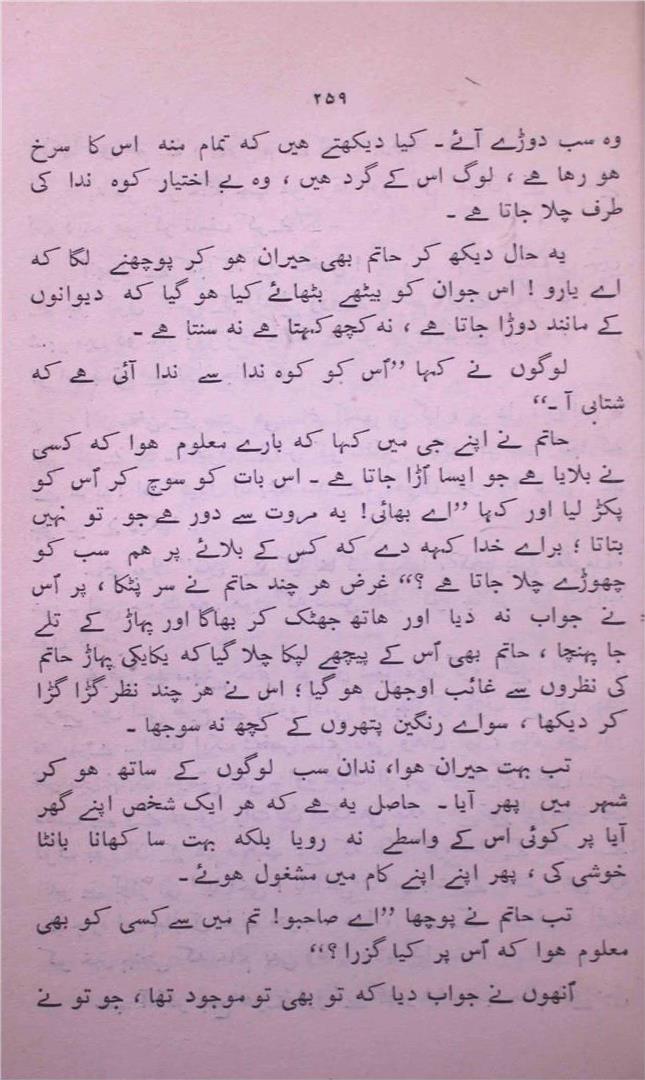 ۲۵۹
وہ سب دوڑے آئے ۔ کیا دیکھتے ہیں کہ تمام منہ اس کا سرخ
ہو رہا ہے ، لوگ اس کے گرد ہیں ، وہ بے اختیار کوہ ندا کی
طرف چلا جاتا ہے ۔
یہ حال دیکھ کر حاتم بھی حیران ہو کر پوچھنے لگا کہ
اے یارو ! اس جوان کو بیٹھے بٹھائے کیا ہو گیا کہ دیوانوں
کے مانند دوڑا جاتا ہے ، نہ کچھ کہتا ہے نہ سنتا ہے ۔
لوگوں نے کہا ”اُس کو کوہ ندا سے ندا آئی ہے کہ
شتابی آ ۔“
حاتم نے اپنے جی میں کہا کہ بارے معلوم ہوا کہ کسی
نے بلایا ہے جو ایسا اُڑا جاتا ہے ۔ اس بات کو سوچ کر اُس کو
پکڑ لیا اور کہا ”اے بھائی ! یہ مروت سے دور ہے جو تو نہیں
بتاتا ؛ براے خدا کہہ دے کہ کس کے بلائے پر ہم سب کو
چھوڑے چلا جاتا ہے ؟“ غرض ہر چند حاتم نے سر پٹکا ، پر اُس
نے جواب نہ دیا اور ہاتھ جھٹک کر بھاگا اور پہاڑ کے تلے
جا پہنچا ، حاتم بھی اُس کے پیچھے لپکا چلا گیا کہ یکایکی پہاڑ حاتم
کی نظروں سے غائب اوجھل ہو گیا ؛ اس نے ہر چند نظر گڑا گڑا
کر دیکھا ، سواے رنگین پتھروں کے کچھ نہ سوجھا ۔
تب بہت حیران ہوا، ندان سب لوگوں کے ساتھ ہو کر
شہر میں پھر آیا ۔ حاصل یہ ہے کہ ہر ایک شخص اپنے گھر
آیا پر کوئی اس کے واسطے نہ رویا بلکہ بہت سا کھانا بانٹا
خوشی کی ، پھر اپنے اپنے کام میں مشغول ہوئے ۔
تب حاتم نے پوچھا ”اے صاحبو ! تم میں سے کسی کو بھی
معلوم ہوا کہ اُس پر کیا گزرا ؟“
اُنھوں نے جواب دیا کہ تو بھی تو موجود تھا ، جو تو نے